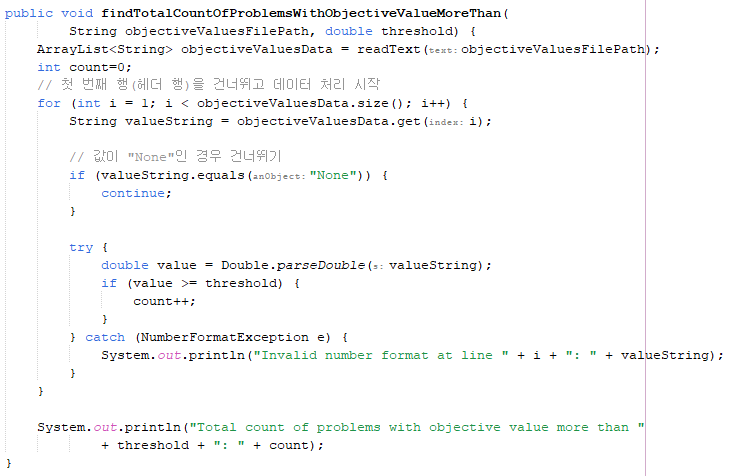 public void findTotalCountOfProblemsWithObjectiveValueMoreThan(
String objectiveValuesFilePath, double threshold) {
ArrayList<String> objectiveValuesData = readText(text: objectiveValuesFilePath);
int count=0;
// 첫 번째 행(헤더 행)을 건너뛰고 데이터 처리 시작
for (int i = 1; i < objectiveValuesData.size(); i++) {
String valueString = objectiveValuesData.get(index: i);
// 값이 "None"인 경우 건너뛰기
if (valueString.equals(anObject: "None")) {
continue;
}
try {
double value = Double.parseDouble(s: valueString);
if (value >= threshold) {
count++;
}
} catch (NumberFormatException e) {
System.out.println("Invalid number format at line " + i + ": " + valueString);
}
}
System.out.println("Total count of problems with objective value more than "
+ threshold + ": " + count);
}